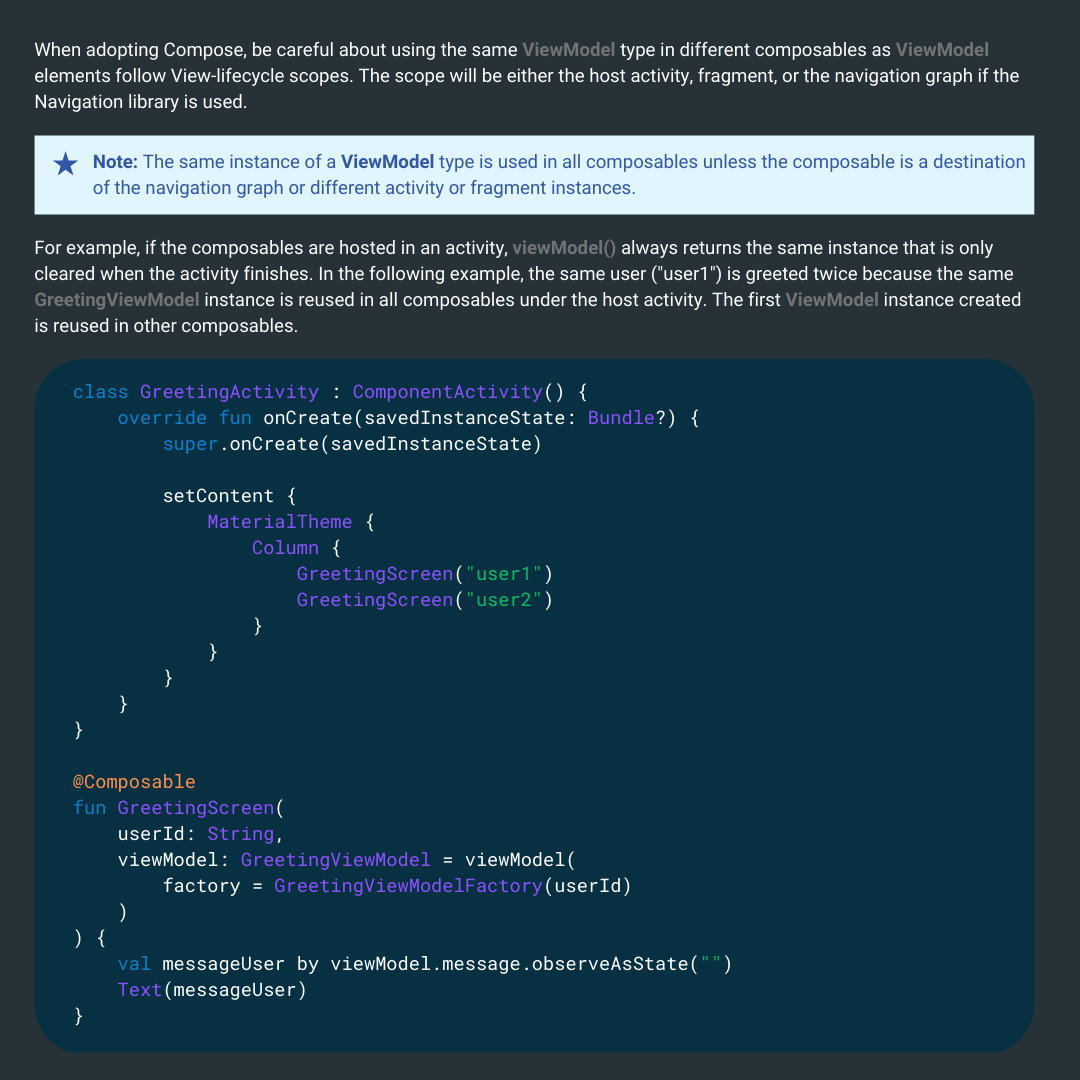 When adopting Compose, be careful about using the same ViewModel type in different composables as ViewModel
elements follow View-lifecycle scopes. The scope will be either the host activity, fragment, or the navigation graph if the
Navigation library is used.
Note: The same instance of a ViewModel type is used in all composables unless the composable is a destination
of the navigation graph or different activity or fragment instances.
For example, if the composables are hosted in an activity, viewModel() always returns the same instance that is only
cleared when the activity finishes. In the following example, the same user ("user1") is greeted twice because the same
GreetingViewModel instance is reused in all composables under the host activity. The first ViewModel instance created
is reused in other composables.
class GreetingActivity : ComponentActivity() {
    override fun onCreate(savedInstanceState: Bundle?) {
        super.onCreate(savedInstanceState)
        setContent {
            MaterialTheme {
                Column {
                    GreetingScreen("user1")
                    GreetingScreen("user2")
                }
            }
        }
    }
}
@Composable
fun GreetingScreen(
    userId: String,
    viewModel: GreetingViewModel = viewModel(
        factory = GreetingViewModelFactory(userId)
    )
) {
    val messageUser by viewModel.message.observeAsState("")
    Text(messageUser)
}